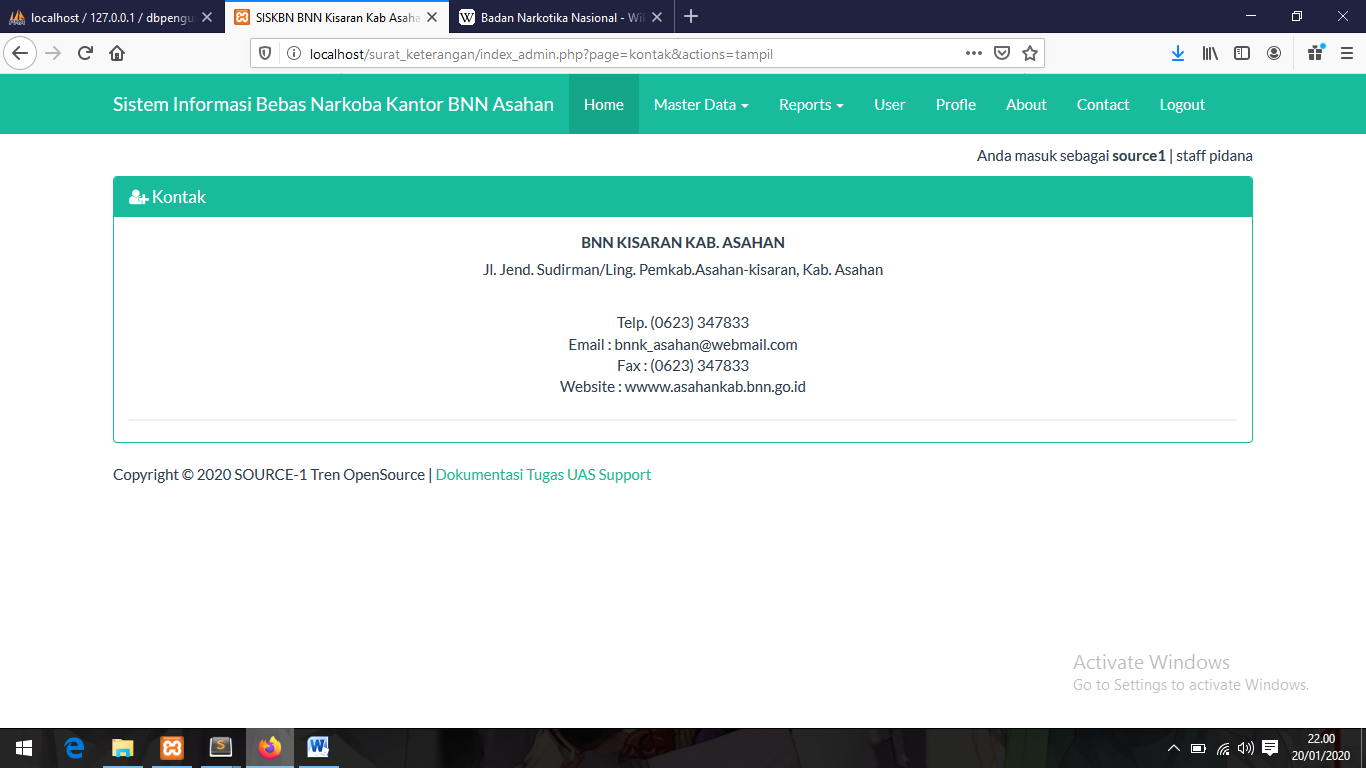 localhost / 127.0.0.1 / dbpengu
SISKBN BNN Kisaran Kab Asaha
Badan Narkotika Nasional - Wik
localhost/surat_keterangan/index_admin.php?page=kontak&actions=tampil
Sistem Informasi Bebas Narkoba Kantor BNN Asahan
Home
Master Data
Reports
User
Profle
About
Contact
Logout
Anda masuk sebagai source1 | staff pidana
Kontak
BNN KISARAN KAB. ASAHAN
Jl. Jend. Sudirman/Ling. Pemkab.Asahan-kisaran, Kab. Asahan
Telp. (0623) 347833
Email : bnnk_asahan@webmail.com
Fax : (0623) 347833
Website : wwww.asahankab.bnn.go.id
Copyright © 2020 SOURCE-1 Tren OpenSource | Dokumentasi Tugas UAS Support
Activate Windows
Go to Settings to activate Windows.
22.00
20/01/2020